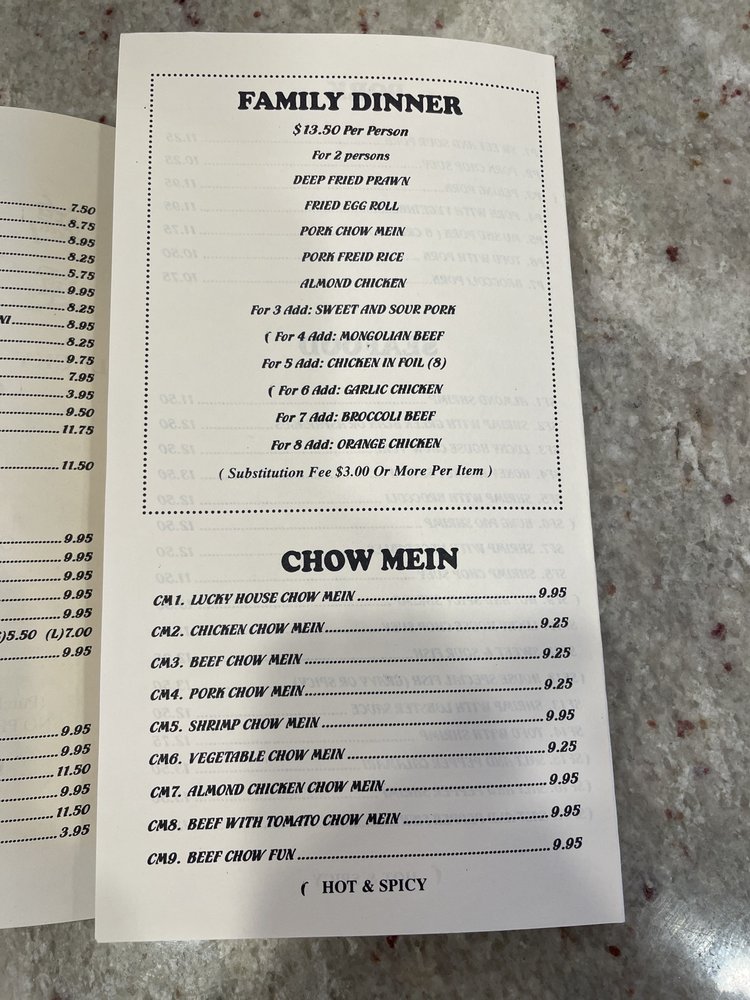 7.50
8.75
8.95
8.25
5.75
9.95
8.25
8.95
8.25
9.75
7.95
3.95
9.50
11.75
11.50
9.95
9.95
9.95
9.95
9.95
)5.50 (L)7.00
9.95
9.95
9.95
11.50
9.95
11.50
3.95
FAMILY DINNER
$13.50 Per Person
For 2 persons
DEEP FRIED PRAWN
FRIED EGG ROLL
PORK CHOW MEIN
PORK FREID RICE
ALMOND CHICKEN
For 3 Add: SWEET AND SOUR PORK
( For 4 Add: MONGOLIAN BEEF
For 5 Add: CHICKEN IN FOIL (8)
( For 6 Add: GARLIC CHICKEN
For 7 Add: BROCCOLI BEEF
For 8 Add: ORANGE CHICKEN
( Substitution Fee $3.00 Or More Per Item )
CHOW MEIN
CM1. LUCKY HOUSE CHOW MEIN 9.95
CM2. CHICKEN CHOW MEIN 9.25
CM3. BEEF CHOW MEIN 9.25
CM4. PORK CHOW MEIN 9.25
CM5. SHRIMP CHOW MEIN 9.95
CM6. VEGETABLE CHOW MEIN 9.25
CM7. ALMOND CHICKEN CHOW MEIN 9.95
CM8. BEEF WITH TOMATO CHOW MEIN 9.95
CM9. BEEF CHOW FUN 9.95
( HOT & SPICY